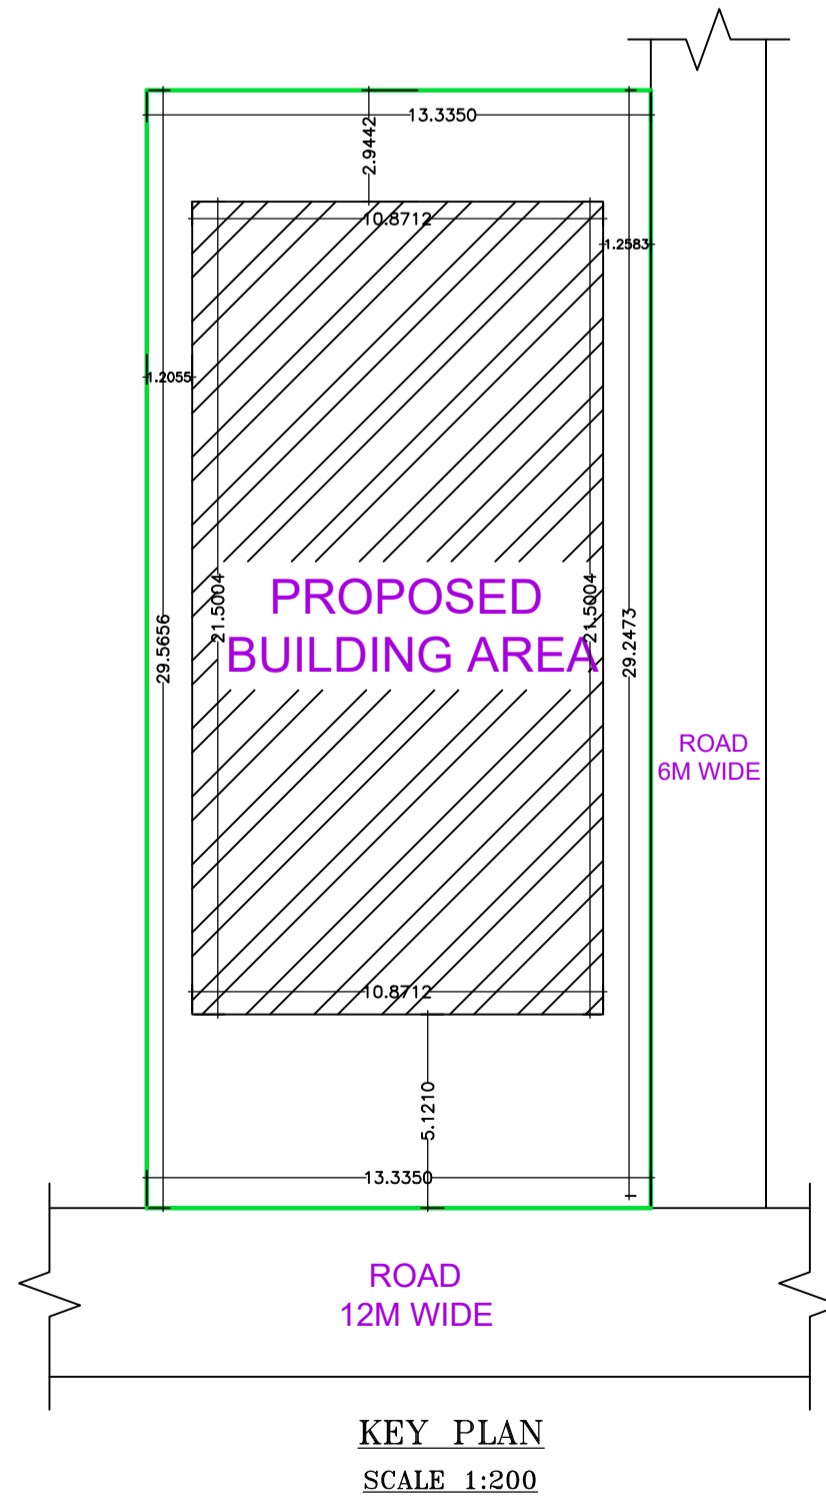 13.3350
2.9442
10.8712
1.2583
1.2055
21.5004
21.5004
PROPOSED
BUILDING AREA
29.5656
29.2473
ROAD
6M WIDE
10.8712
5.1210
13.3350
ROAD
12M WIDE
KEY PLAN
SCALE 1:200